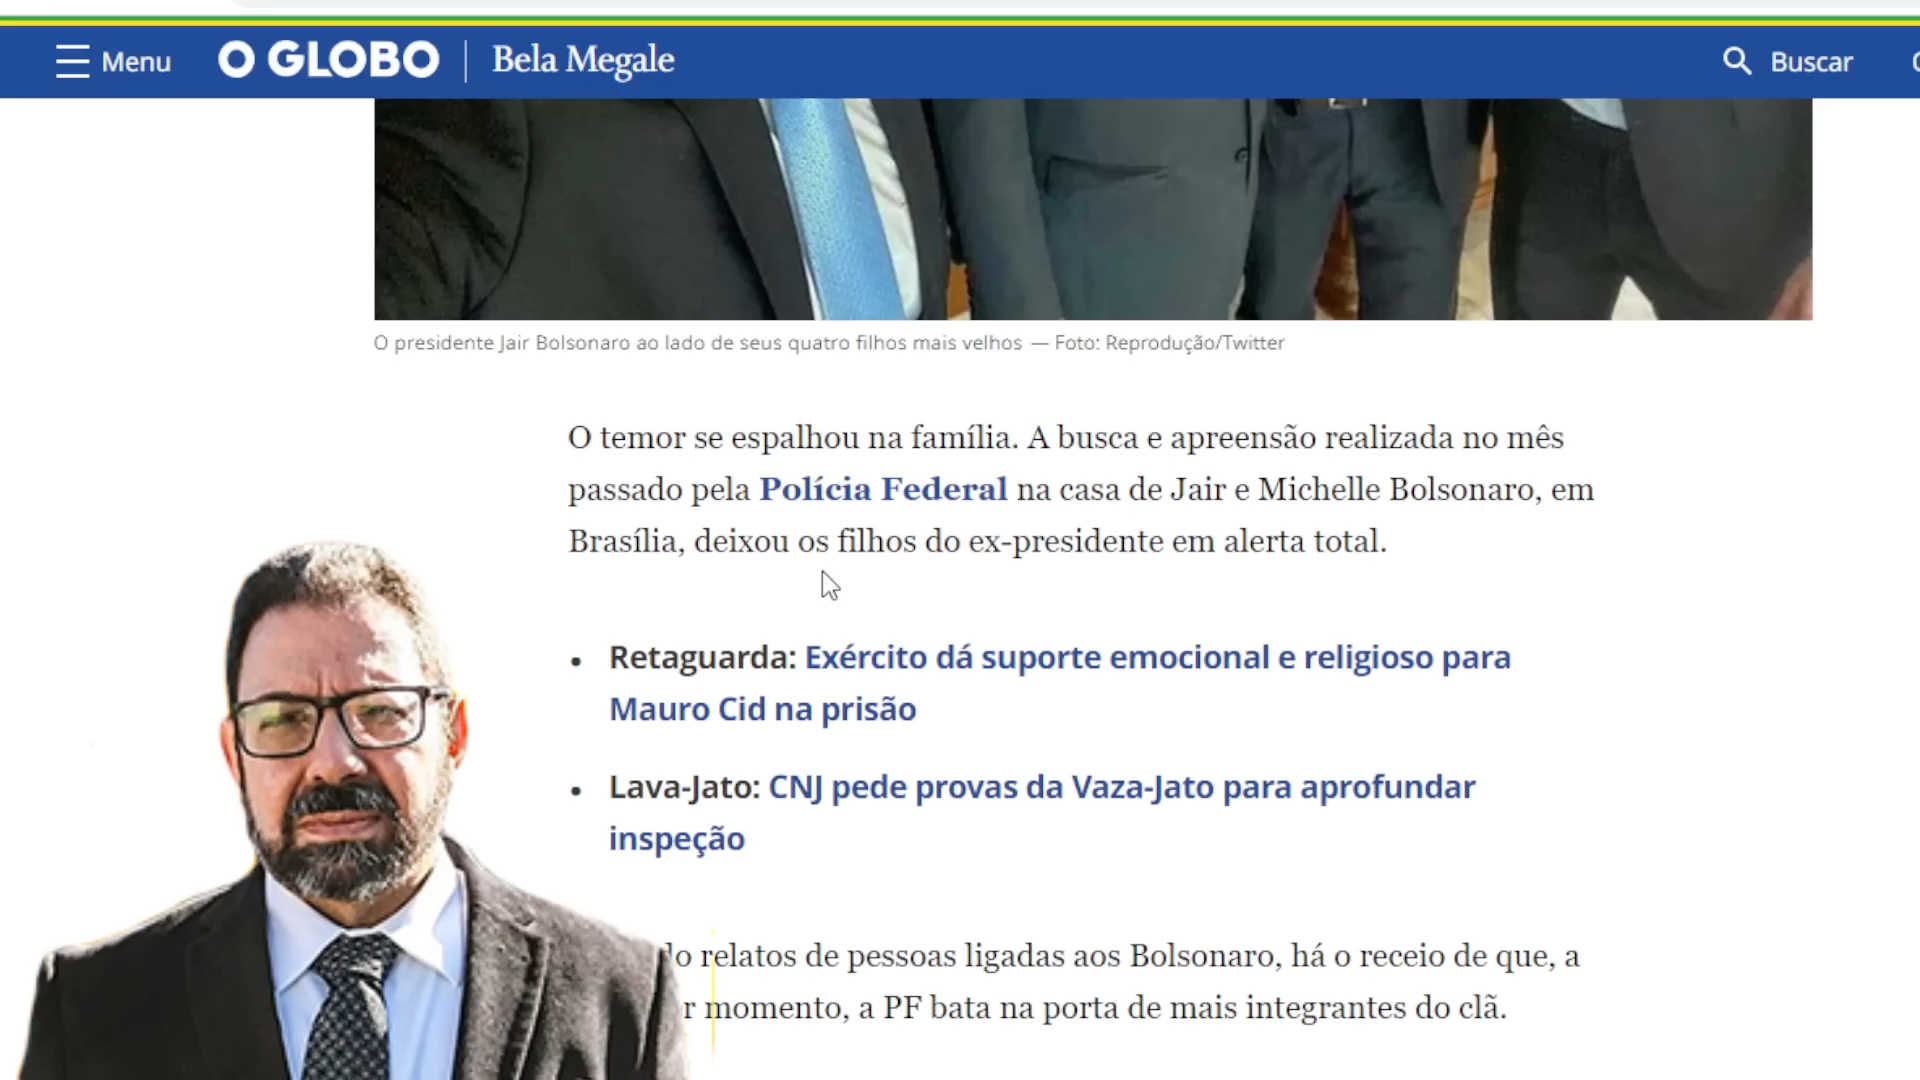 Menu O GLOBO Bela Megale Buscar
O presidente Jair Bolsonaro ao lado de seus quatro filhos mais velhos — Foto: Reprodução/Twitter
O temor se espalhou na família. A busca e apreensão realizada no mês
passado pela Polícia Federal na casa de Jair e Michelle Bolsonaro, em
Brasília, deixou os filhos do ex-presidente em alerta total.
• Retaguarda: Exército dá suporte emocional e religioso para
Mauro Cid na prisão
• Lava-Jato: CNJ pede provas da Vaza-Jato para aprofundar
inspeção
relatos de pessoas ligadas aos Bolsonaro, há o receio de que, a
momento, a PF bata na porta de mais integrantes do clã.